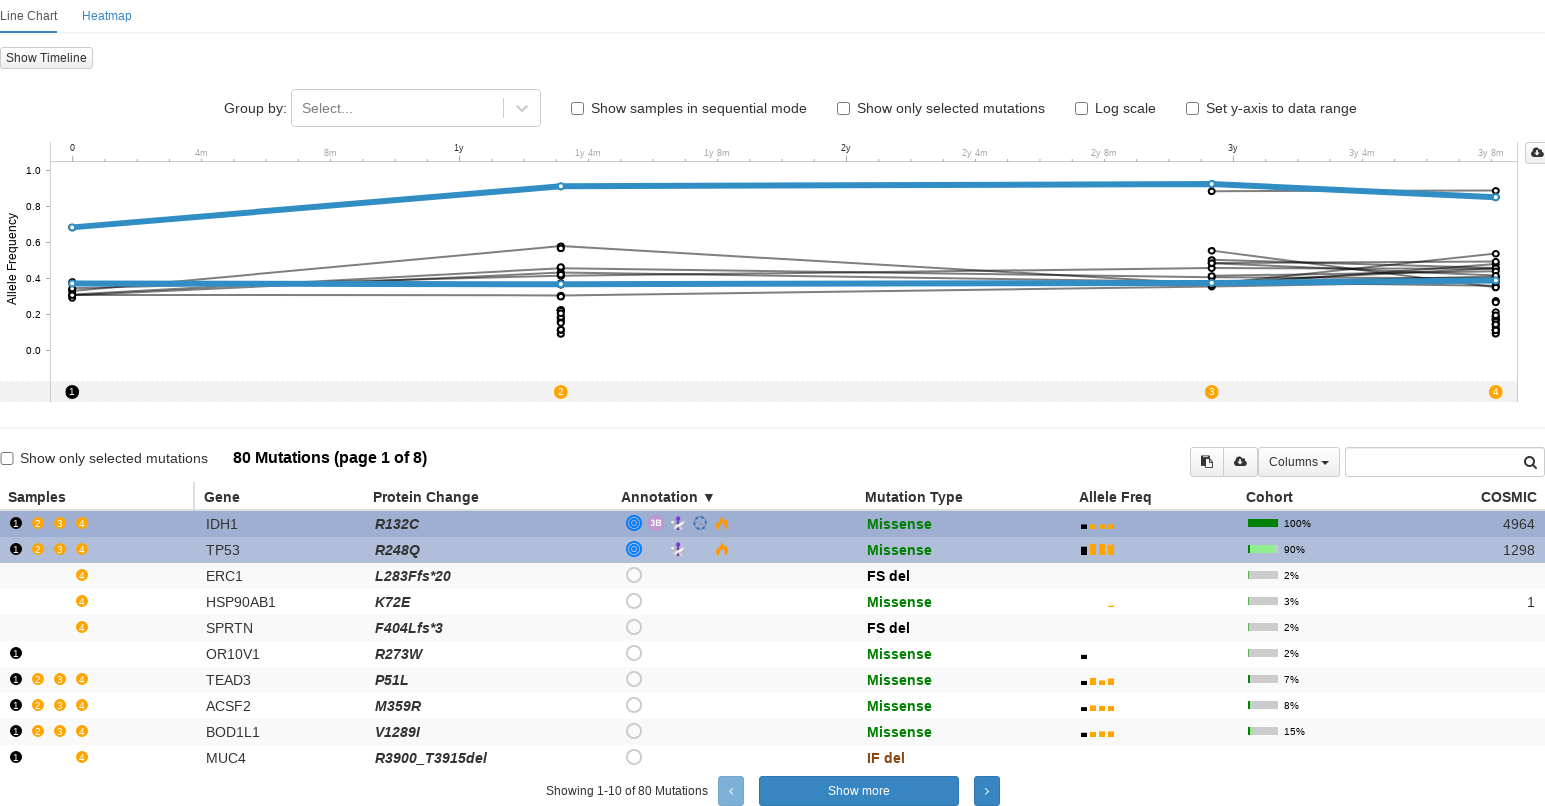 Line Chart Heatmap
Show Timeline
Group by: Select... Show samples in sequential mode Show only selected mutations Log scale Set y-axis to data range
0 4m 8m 1y 1y 4m 1y 8m 2y 2y 4m 2y 8m 3y 3y 4m 3y 8m
1.0
0.8
0.6
0.4
0.2
0.0
Allele Frequency
1 2 3 4
Show only selected mutations 80 Mutations (page 1 of 8) Columns
Samples Gene Protein Change Annotation ▼ Mutation Type Allele Freq Cohort COSMIC
1 2 3 4 IDH1 R132C 3B Missense 100% 4964
1 2 3 4 TP53 R248Q Missense 90% 1298
4 ERC1 L283Ffs*20 FS del 2%
4 HSP90AB1 K72E Missense 3% 1
4 SPRTN F404Lfs*3 FS del 2%
1 OR10V1 R273W Missense 2%
1 2 3 4 TEAD3 P51L Missense 7%
1 2 3 4 ACSF2 M359R Missense 8%
1 2 3 4 BOD1L1 V1289I Missense 15%
1 4 MUC4 R3900_T3915del IF del
Showing 1-10 of 80 Mutations ‹ Show more ›